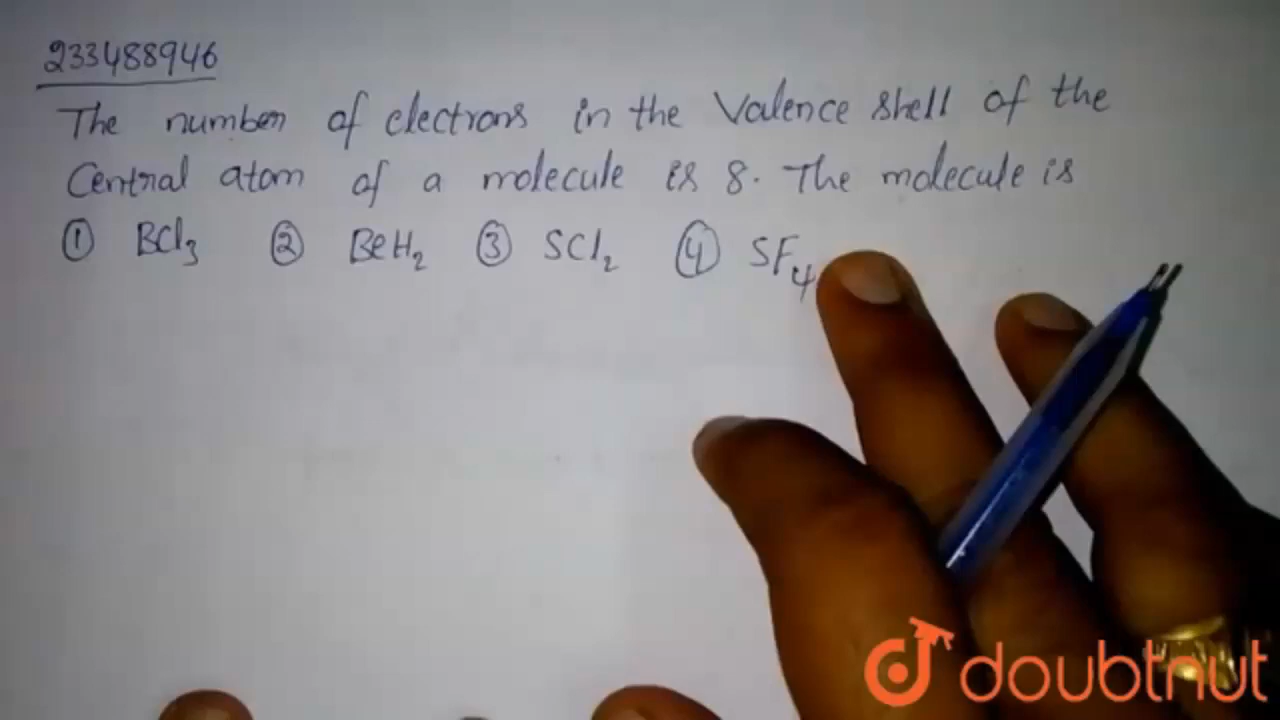 233488946
The number of electrons in the Valence shell of the
Central atom of a molecule is 8. The molecule is
① BCl₃ ② BeH₂ ③ SCl₂ ④ SF₄
doubtnut